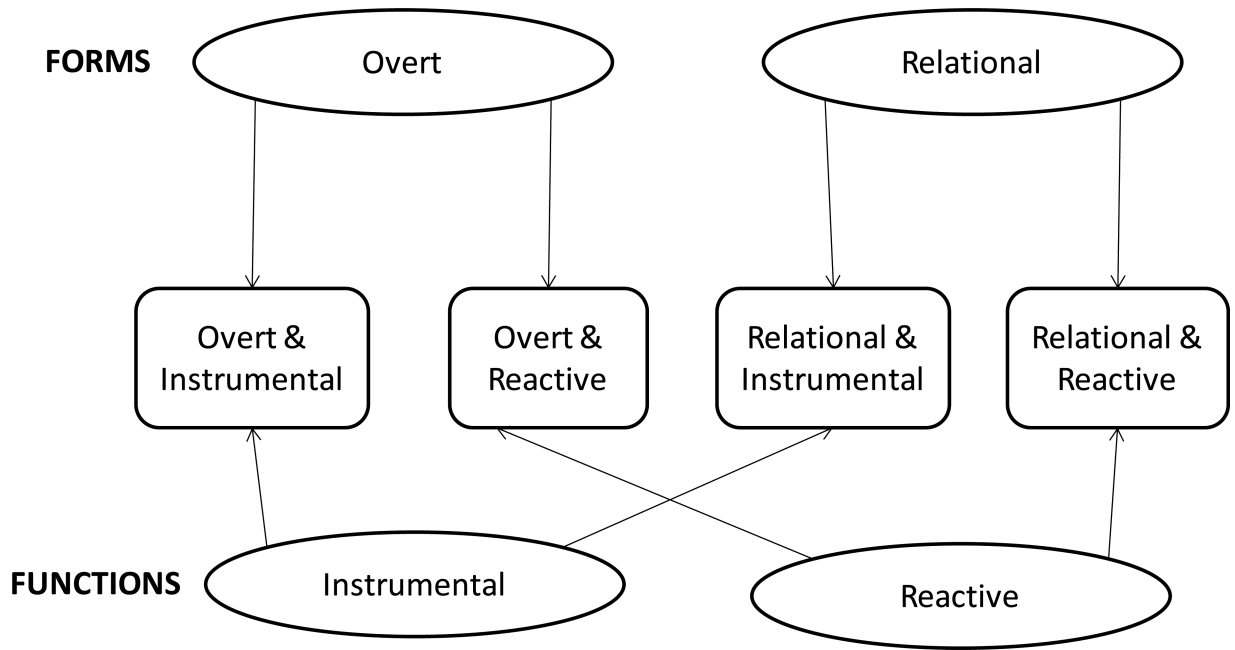 FORMS
Overt
Relational
Overt &
Instrumental
Overt &
Reactive
Relational &
Instrumental
Relational &
Reactive
FUNCTIONS
Instrumental
Reactive